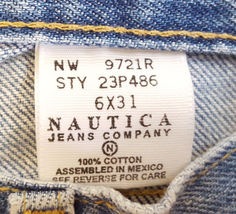 NW 9721R
STY 23P486
6X31
NAUTICA
JEANS COMPANY
N
100% COTTON
ASSEMBLED IN MEXICO
SEE REVERSE FOR CARE